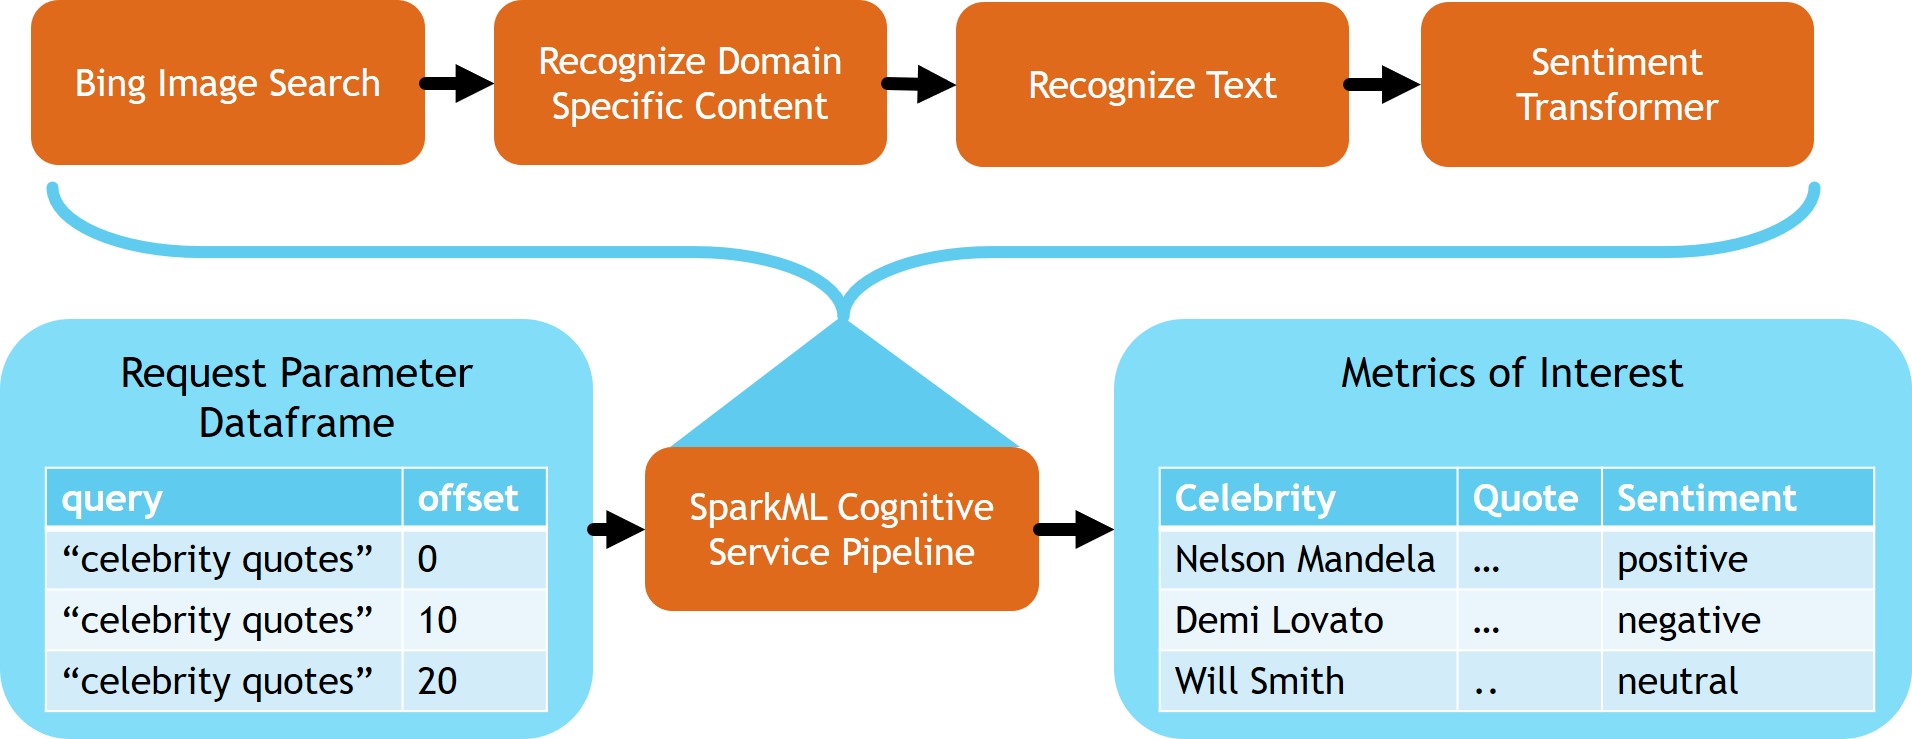 Bing Image Search
Recognize Domain
Specific Content
Recognize Text
Sentiment
Transformer
Request Parameter
Dataframe
query offset
“celebrity quotes” 0
“celebrity quotes” 10
“celebrity quotes” 20
SparkML Cognitive
Service Pipeline
Metrics of Interest
Celebrity Quote Sentiment
Nelson Mandela ... positive
Demi Lovato ... negative
Will Smith .. neutral